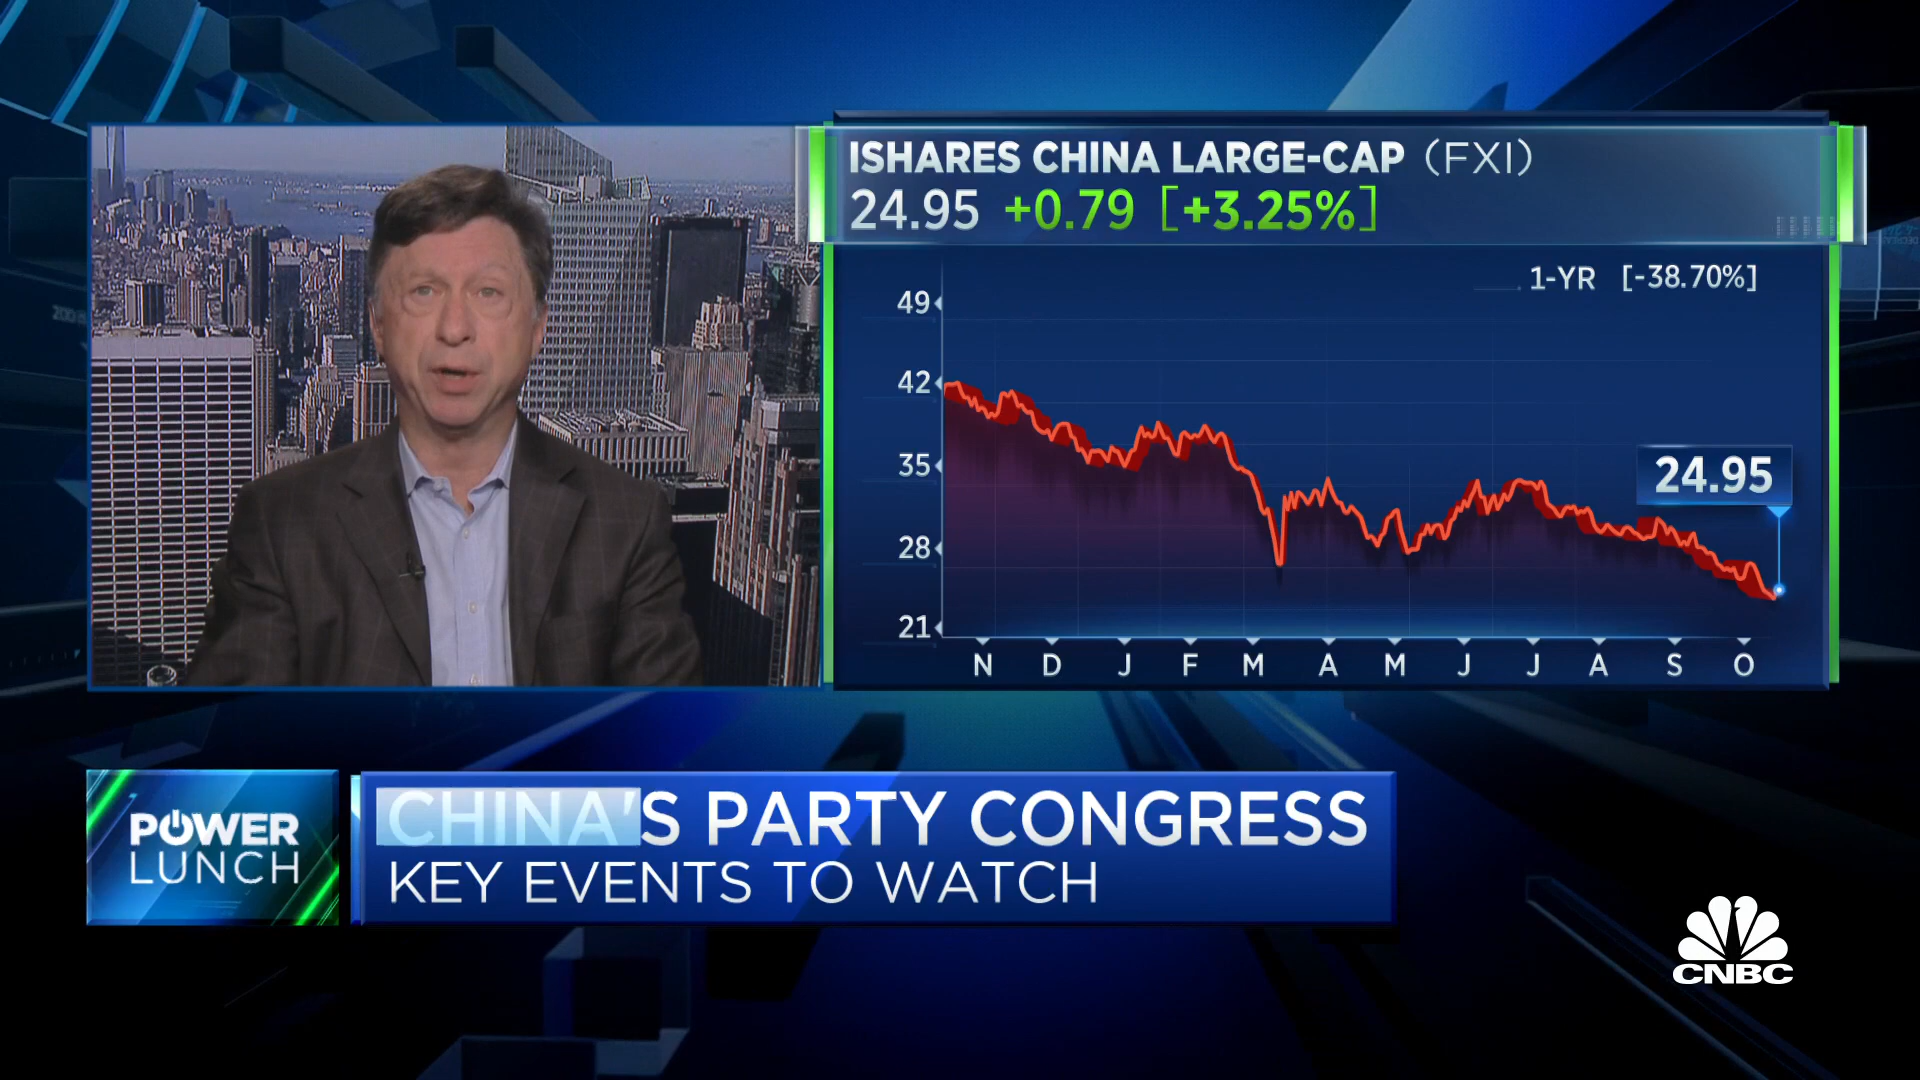 ISHARES CHINA LARGE-CAP (FXI)
24.95 +0.79 [+3.25%]
1-YR [-38.70%]
49
42
35
28
21
24.95
N D J F M A M J J A S O
POWER
LUNCH
CHINA'S PARTY CONGRESS
KEY EVENTS TO WATCH
CNBC